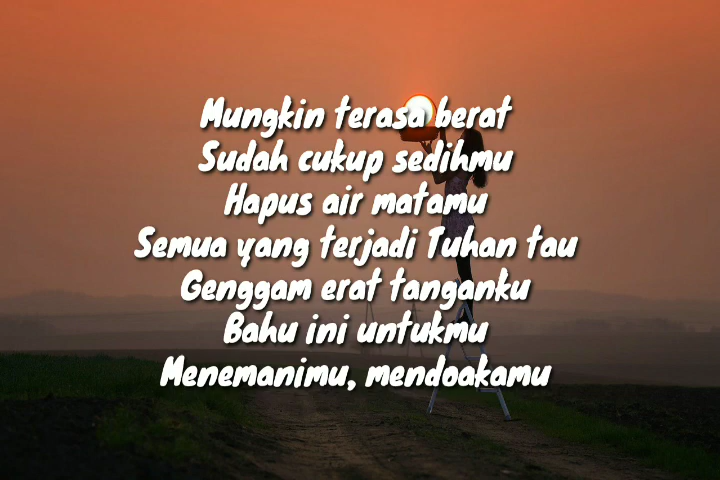 Mungkin terasa berat
Sudah cukup sedihmu
Hapus air matamu
Semua yang terjadi Tuhan tau
Genggam erat tanganku
Bahu ini untukmu
Menemanimu, mendoakamu